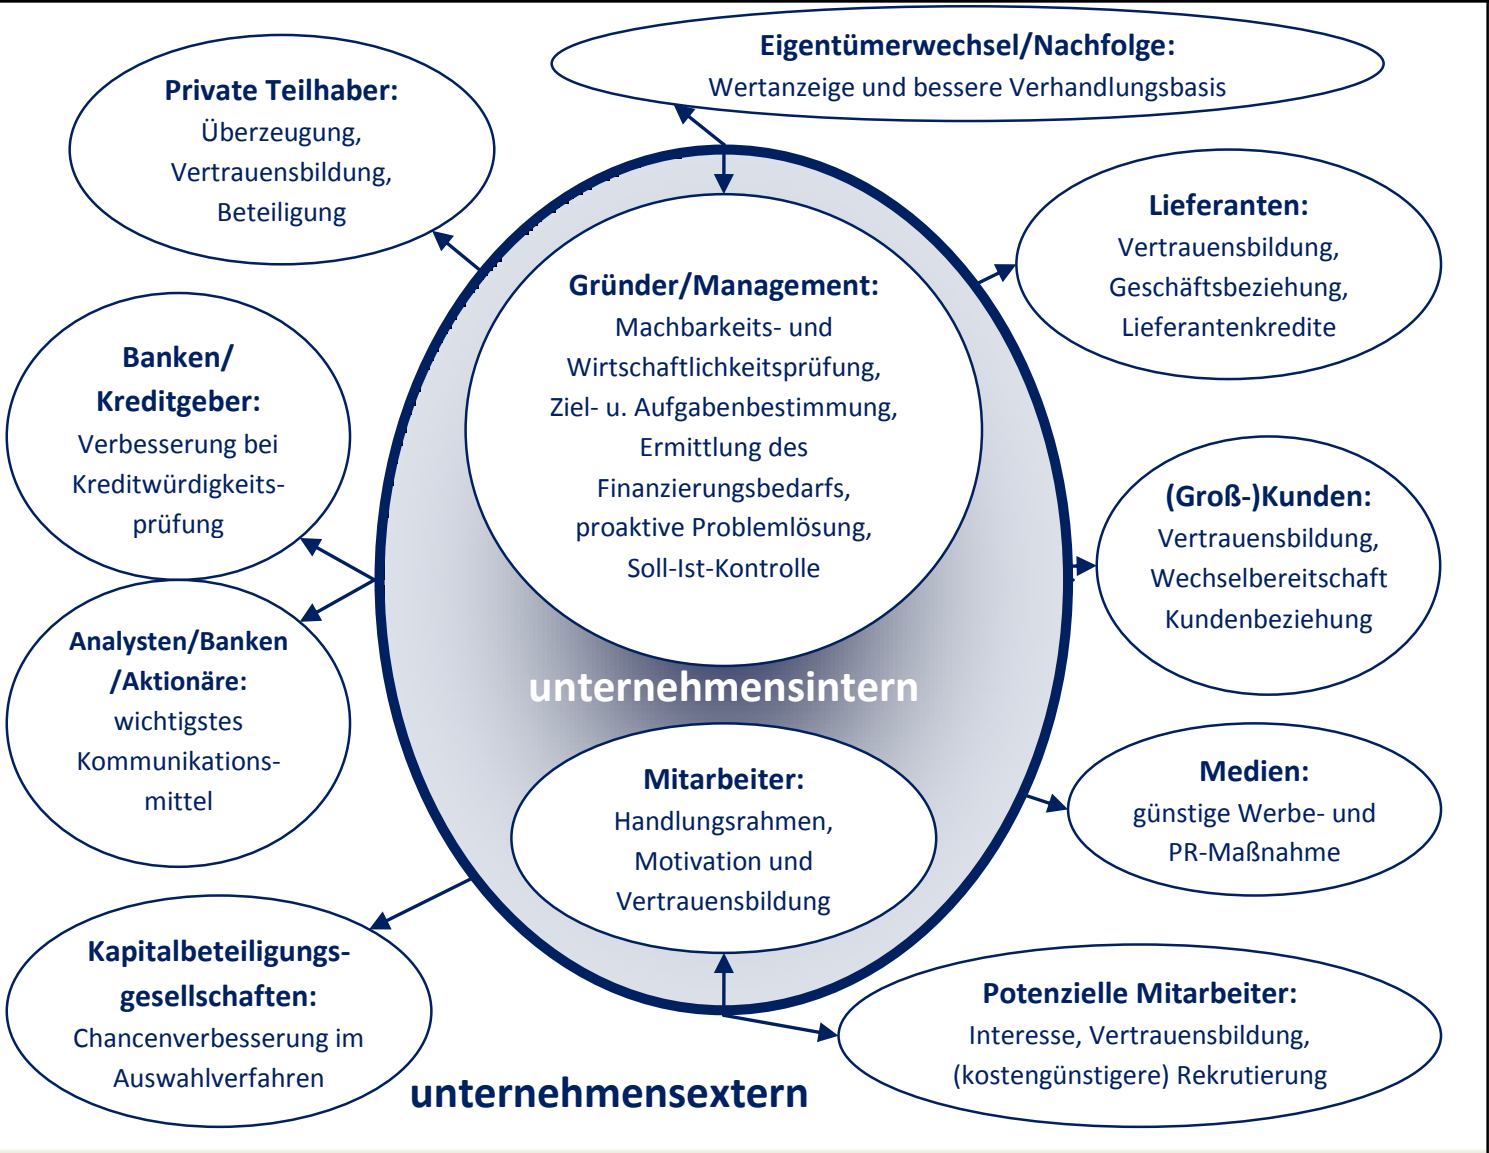 Eigentümerwechsel/Nachfolge:
Wertanzeige und bessere Verhandlungsbasis
Private Teilhaber:
Überzeugung,
Vertrauensbildung,
Beteiligung
Lieferanten:
Vertrauensbildung,
Geschäftsbeziehung,
Lieferantenkredite
Gründer/Management:
Machbarkeits- und
Wirtschaftlichkeitsprüfung,
Ziel- u. Aufgabenbestimmung,
Ermittlung des
Finanzierungsbedarfs,
proaktive Problemlösung,
Soll-Ist-Kontrolle
Banken/
Kreditgeber:
Verbesserung bei
Kreditwürdigkeits-
prüfung
(Groß-)Kunden:
Vertrauensbildung,
Wechselbereitschaft
Kundenbeziehung
Analysten/Banken
/Aktionäre:
wichtigstes
Kommunikations-
mittel
unternehmensintern
Mitarbeiter:
Handlungsrahmen,
Motivation und
Vertrauensbildung
Medien:
günstige Werbe- und
PR-Maßnahme
Kapitalbeteiligungs-
gesellschaften:
Chancenverbesserung im
Auswahlverfahren
Potenzielle Mitarbeiter:
Interesse, Vertrauensbildung,
(kostengünstigere) Rekrutierung
unternehmensextern